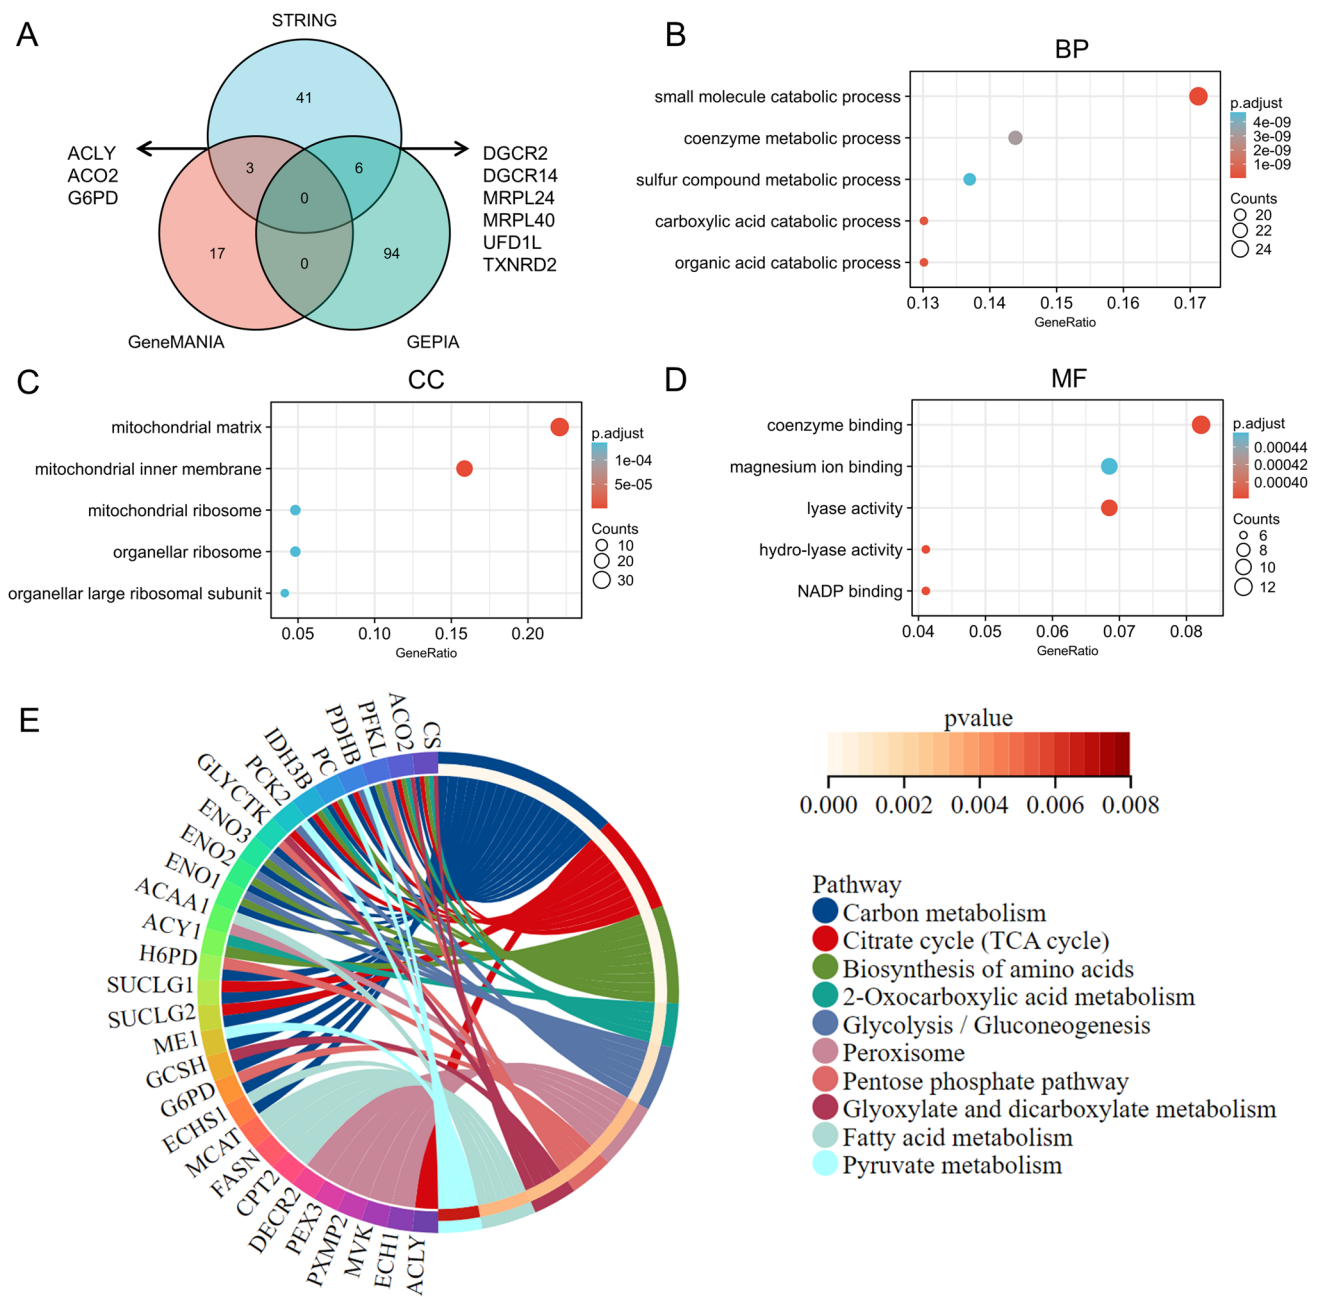 A
STRING
41
3
6
0
17
0
94
ACLY
ACO2
G6PD
DGCR2
DGCR14
MRPL24
MRPL40
UFD1L
TXNRD2
GeneMANIA
GEPIA
B
BP
small molecule catabolic process
coenzyme metabolic process
sulfur compound metabolic process
carboxylic acid catabolic process
organic acid catabolic process
0.13 0.14 0.15 0.16 0.17
GeneRatio
p.adjust
4e-09
3e-09
2e-09
1e-09
Counts
20
22
24
C
CC
mitochondrial matrix
mitochondrial inner membrane
mitochondrial ribosome
organellar ribosome
organellar large ribosomal subunit
0.05 0.10 0.15 0.20
GeneRatio
p.adjust
1e-04
5e-05
Counts
10
20
30
D
MF
coenzyme binding
magnesium ion binding
lyase activity
hydro-lyase activity
NADP binding
0.04 0.05 0.06 0.07 0.08
GeneRatio
p.adjust
0.00044
0.00042
0.00040
Counts
6
8
10
12
E
CS
ACO2
PFKL
PDHB
PC
IDH3B
PCK2
GLYCTK
ENO3
ENO2
ENO1
ACAA1
ACY1
H6PD
SUCLG1
SUCLG2
ME1
GCSH
G6PD
ECHS1
MCAT
FASN
CPT2
DECR2
PEX3
PXMP2
MVK
ECH1
ACLY
pvalue
0.000 0.002 0.004 0.006 0.008
Pathway
Carbon metabolism
Citrate cycle (TCA cycle)
Biosynthesis of amino acids
2-Oxocarboxylic acid metabolism
Glycolysis / Gluconeogenesis
Peroxisome
Pentose phosphate pathway
Glyoxylate and dicarboxylate metabolism
Fatty acid metabolism
Pyruvate metabolism